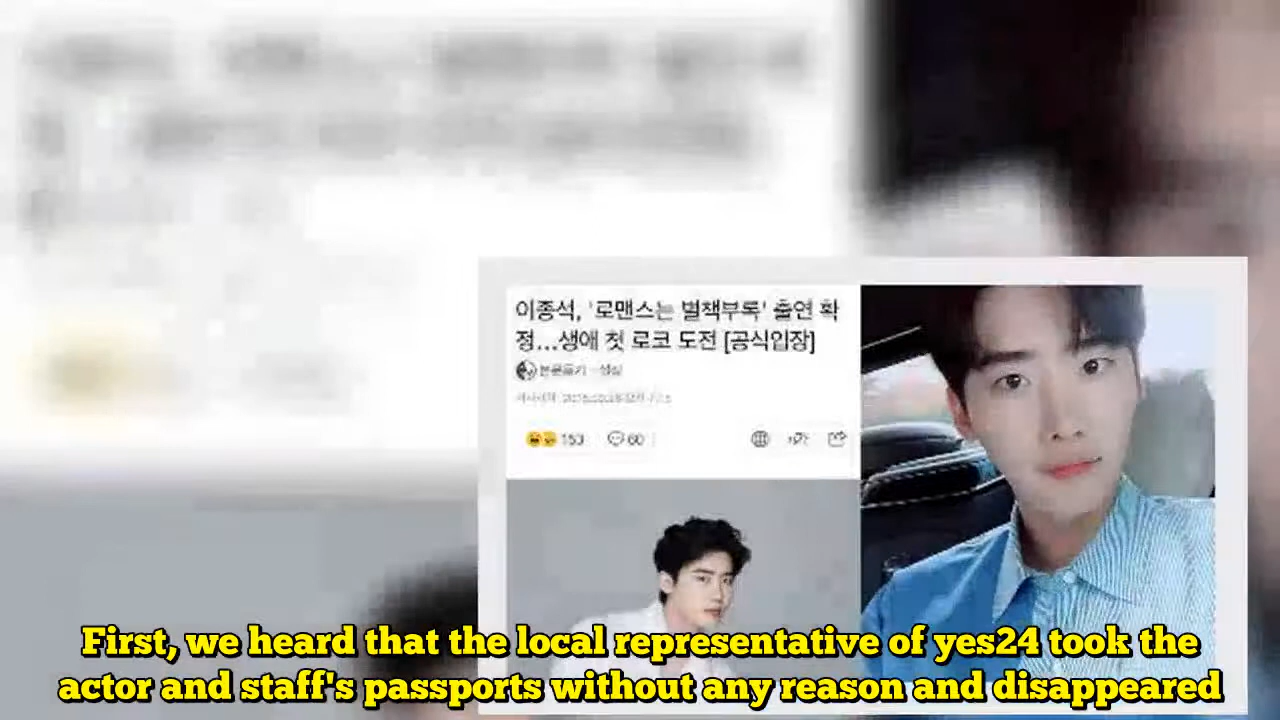 이종석, '로맨스는 별책부록' 출연 확
정…생애 첫 로코 도전 [공식입장]
153 60
First, we heard that the local representative of yes24 took the
actor and staff's passports without any reason and disappeared